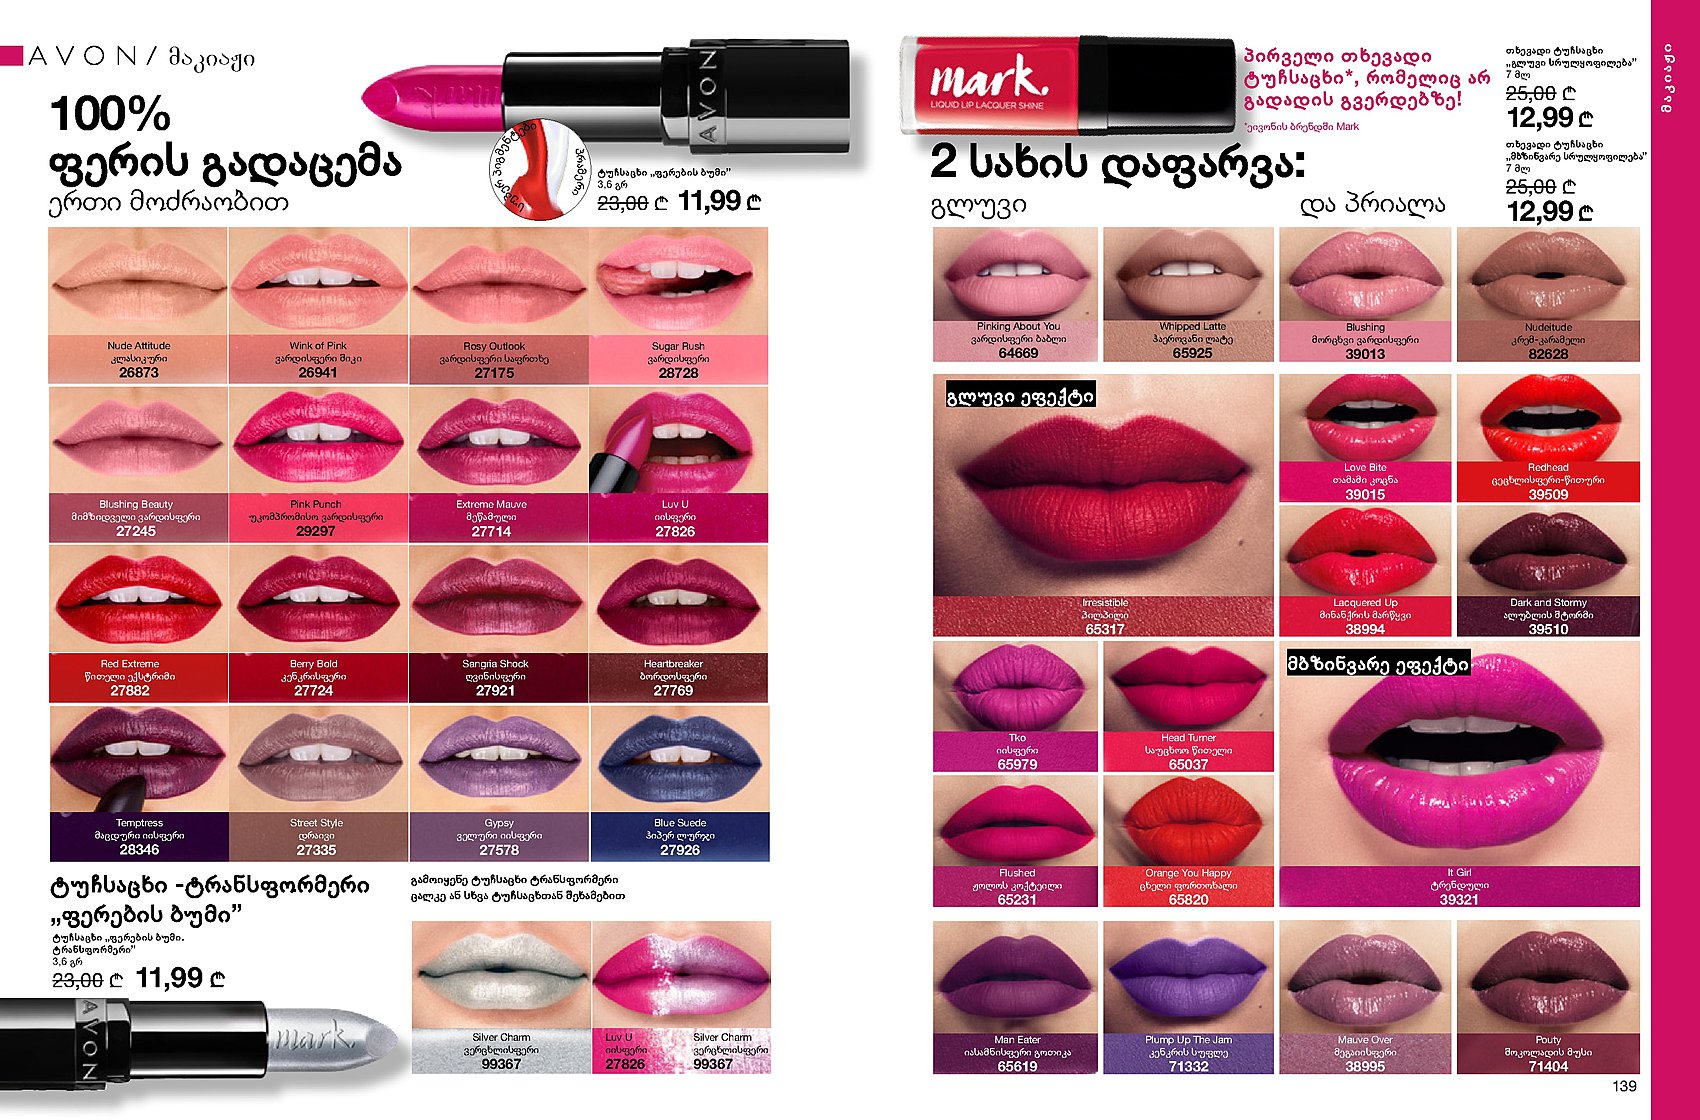 AVON / მაკიაჟი
100%
ფერის გადაცემა
ერთი მოძრაობით
AVON
ტუჩსაცხი „ფერების ბუმი”
3,6 გრ
23,00 ₾ 11,99 ₾
Nude Attitude
კლასიკური
26873
Wink of Pink
ვარდისფერი შიკი
26941
Rosy Outlook
ვარდისფერი საფრთხე
27175
Sugar Rush
ვარდისფერი
28728
Blushing Beauty
მიმზიდველი ვარდისფერი
27245
Pink Punch
უკომპრომისო ვარდისფერი
29297
Extreme Mauve
მეწამული
27714
Luv U
იისფერი
27826
Red Extreme
წითელი ექსტრიმი
27882
Berry Bold
კენკრისფერი
27724
Sangria Shock
ღვინისფერი
27921
Heartbreaker
ბორდოსფერი
27769
Temptress
მაცდური იისფერი
28346
Street Style
დრაივი
27335
Gypsy
ველური იისფერი
27578
Blue Suede
ჰიპერ ლურჯი
27926
ტუჩსაცხი -ტრანსფორმერი
„ფერების ბუმი”
ტუჩსაცხი „ფერების ბუმი.
ტრანსფორმერი”
3,6 გრ
23,00 ₾ 11,99 ₾
AVON
mark.
გამოიყენე ტუჩსაცხი ტრანსფორმერი
ცალკე ან სხვა ტუჩსაცხთან შეხამებით
Silver Charm
ვერცხლისფერი
99367
Luv U
იისფერი
27826
Silver Charm
ვერცხლისფერი
99367
mark.
LIQUID LIP LACQUER SHINE
პირველი თხევადი
ტუჩსაცხი*, რომელიც არ
გადადის გვერდებზე!
*ეივონის ბრენდში Mark
თხევადი ტუჩსაცხი
„გლუვი სრულყოფილება”
7 მლ
25,00 ₾
12,99 ₾
თხევადი ტუჩსაცხი
„მბზინვარე სრულყოფილება”
7 მლ
25,00 ₾
12,99 ₾
მაკიაჟი
2 სახის დაფარვა:
გლუვი
და პრიალა
Pinking About You
ვარდისფერი ბაბლი
64669
Whipped Latte
ჰაეროვანი ლატე
65925
Blushing
მორცხვი ვარდისფერი
39013
Nudeitude
კრემ-კარამელი
82628
გლუვი ეფექტი
Irresistible
პილპილი
65317
Love Bite
თამამი კოცნა
39015
Redhead
ცეცხლისფერი-წითური
39509
Lacquered Up
მინანქრის მარწყვი
38994
Dark and Stormy
ალუბლის შტორმი
39510
Tko
იისფერი
65979
Head Turner
საუცხოო წითელი
65037
მბზინვარე ეფექტი
Flushed
ჟოლოს კოქტეილი
65231
Orange You Happy
ცხელი ფორთოხალი
65820
It Girl
ტრენდული
39321
Man Eater
იასამნისფერი გოთიკა
65619
Plump Up The Jam
კენკრის სუფლე
71332
Mauve Over
მეგაიისფერი
38995
Pouty
შოკოლადის მუსი
71404
139